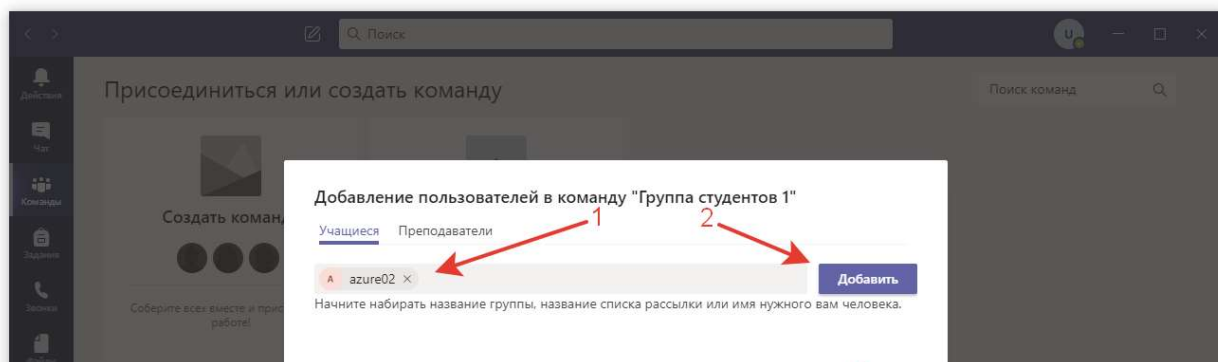 Поиск
U
Действия
Присоединиться или создать команду
Поиск команд
Чат
Команды
Добавление пользователей в команду "Группа студентов 1"
1
2
Создать коман
Учащиеся Преподаватели
Задания
A azure02 ×
Добавить
Звонки
Соберите всех вместе и прис
работе!
Начните набирать название группы, название списка рассылки или имя нужного вам человека.
Файлы